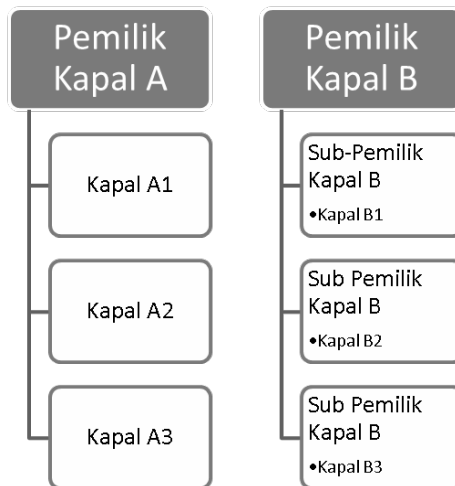 Pemilik
Kapal A
Kapal A1
Kapal A2
Kapal A3
Pemilik
Kapal B
Sub-Pemilik
Kapal B
•Kapal B1
Sub Pemilik
Kapal B
•Kapal B2
Sub Pemilik
Kapal B
•Kapal B3